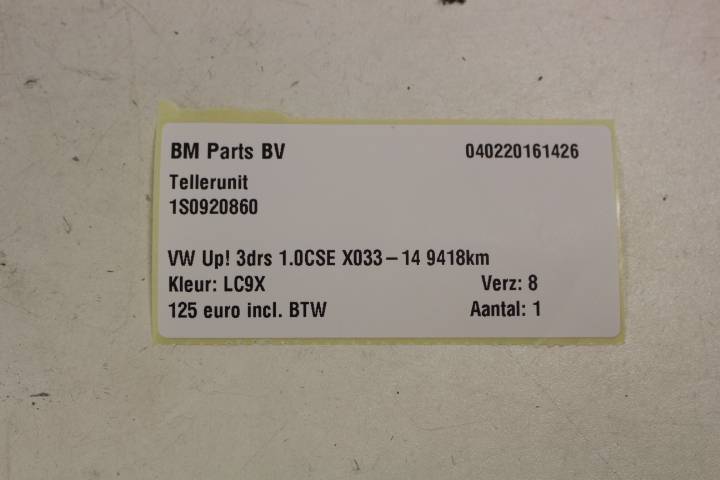 BM Parts BV 040220161426
Tellerunit
1S0920860
VW Up! 3drs 1.0CSE X033-14 9418km
Kleur: LC9X Verz: 8
125 euro incl. BTW Aantal: 1